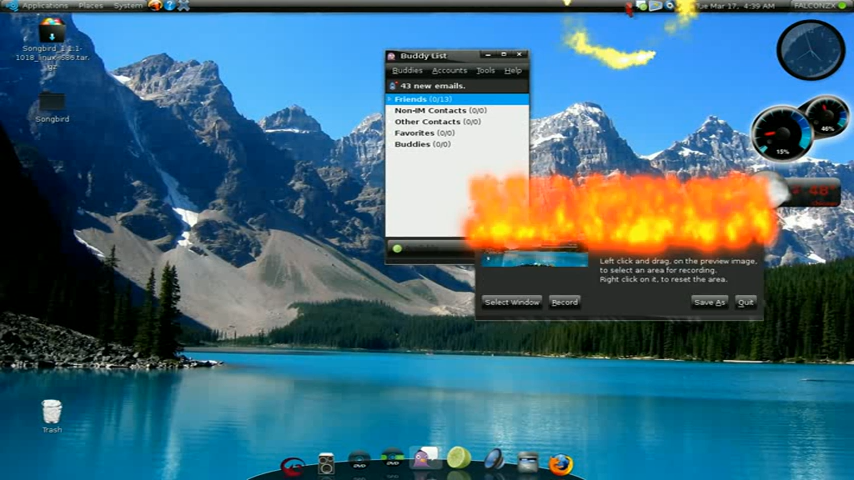 Applications Places System
Tue Mar 17, 4:39 AM
FALCONZX
Songbird_1.1.1-
1018_linux-i686.tar.
gz
Songbird
Buddy List
Buddies Accounts Tools Help
43 new emails.
Friends (0/13)
Non-IM Contacts (0/0)
Other Contacts (0/0)
Favorites (0/0)
Buddies (0/0)
15%
46%
48°
Left click and drag, on the preview image,
to select an area for recording.
Right click on it, to reset the area.
Select Window Record Save As Quit
Trash